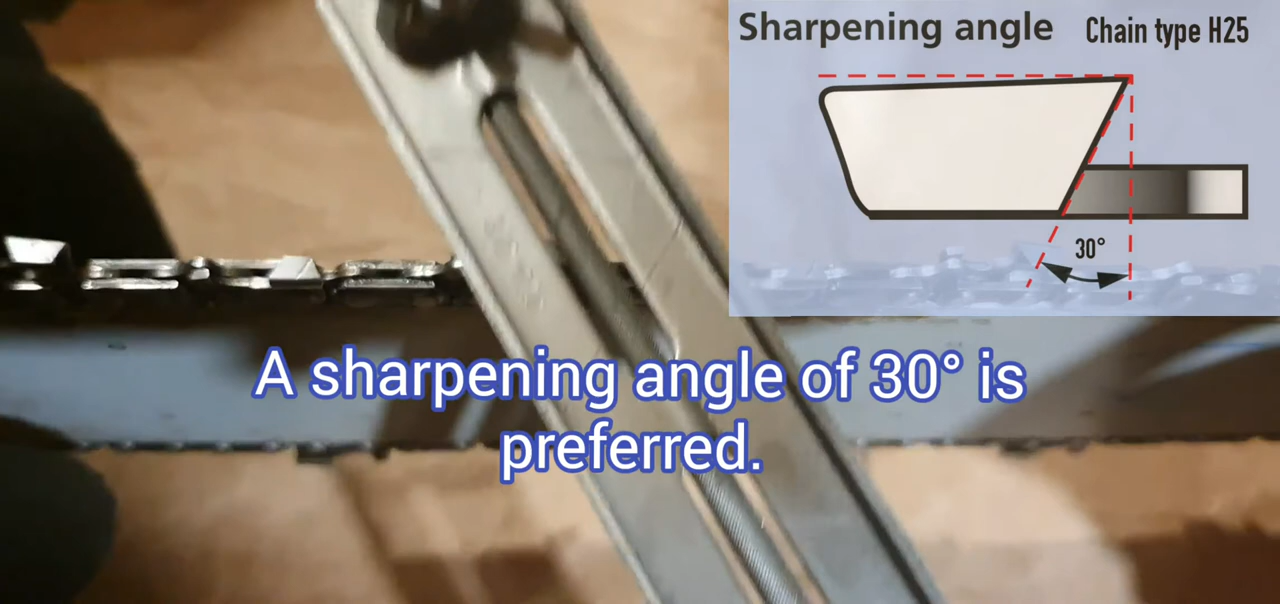 Sharpening angle Chain type H25
30°
A sharpening angle of 30° is
preferred.